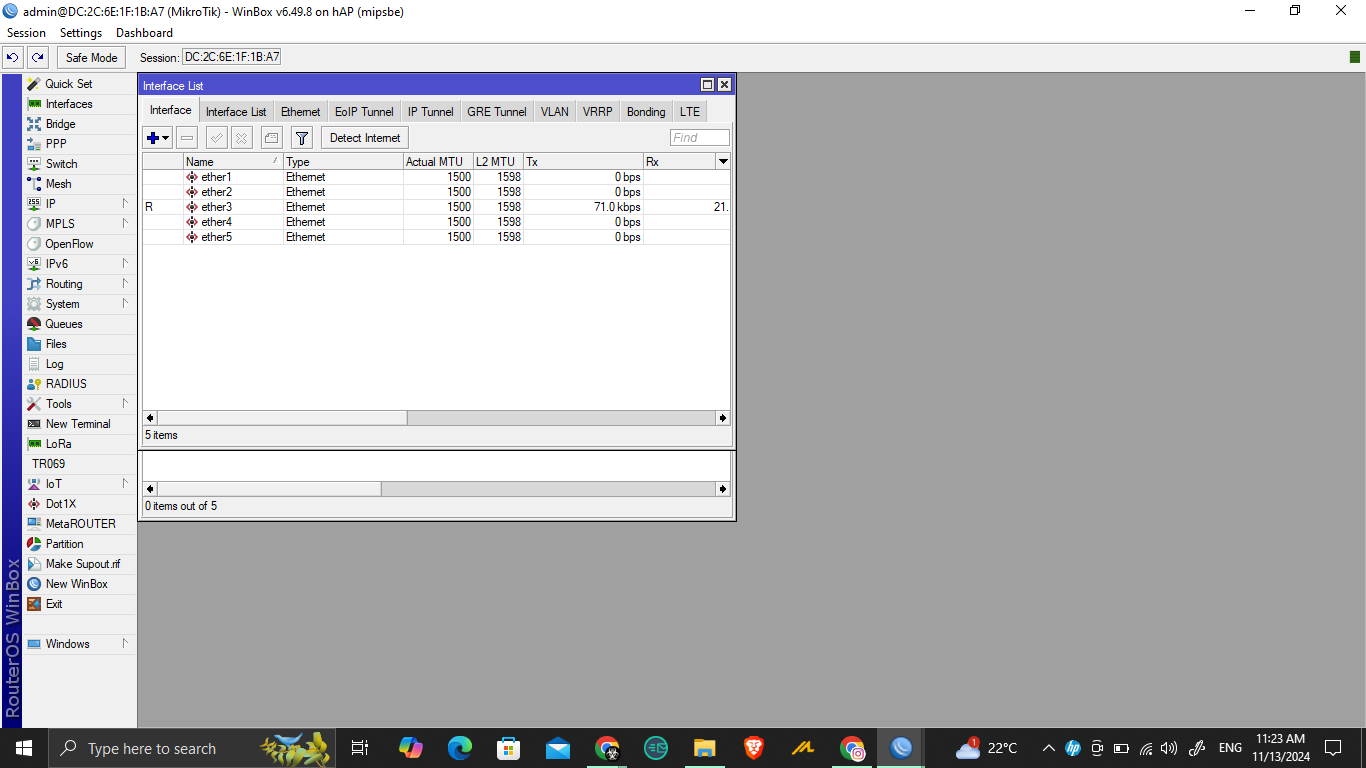 admin@DC:2C:6E:1F:1B:A7 (MikroTik) - WinBox v6.49.8 on hAP (mipsbe)
Session Settings Dashboard
Safe Mode Session: DC:2C:6E:1F:1B:A7
Quick Set
Interfaces
Bridge
PPP
Switch
Mesh
IP
MPLS
OpenFlow
IPv6
Routing
System
Queues
Files
Log
RADIUS
Tools
New Terminal
LoRa
TR069
IoT
Dot1X
MetaROUTER
Partition
Make Supout.rif
New WinBox
Exit
Windows
RouterOS WinBox
Interface List
Interface Interface List Ethernet EoIP Tunnel IP Tunnel GRE Tunnel VLAN VRRP Bonding LTE
Detect Internet Find
Name Type Actual MTU L2 MTU Tx Rx
ether1 Ethernet 1500 1598 0 bps
ether2 Ethernet 1500 1598 0 bps
R ether3 Ethernet 1500 1598 71.0 kbps 21.
ether4 Ethernet 1500 1598 0 bps
ether5 Ethernet 1500 1598 0 bps
5 items
0 items out of 5
Type here to search
1 22°C
hp
ENG
11:23 AM
11/13/2024